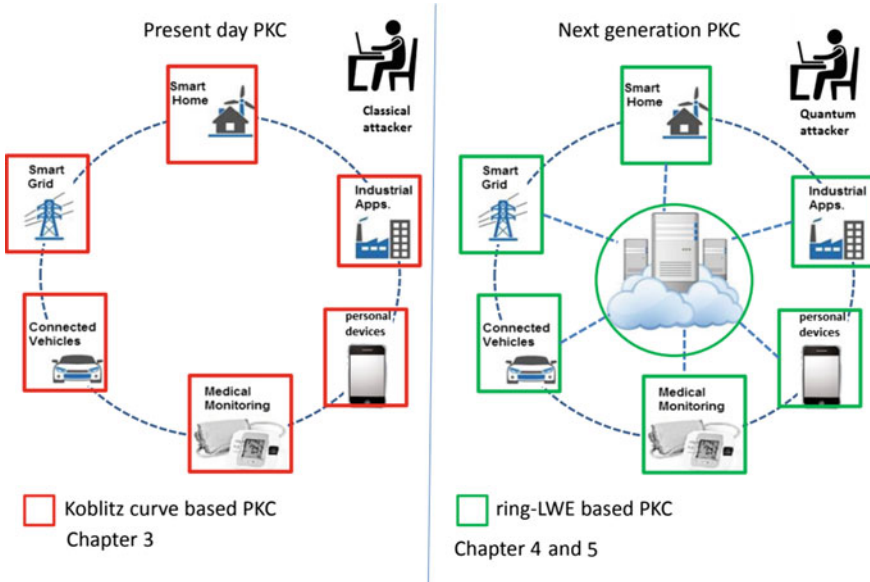 Present day PKC
Classical
attacker
Smart
Home
Smart
Grid
Industrial
Apps.
Connected
Vehicles
personal
devices
Medical
Monitoring
Koblitz curve based PKC
Chapter 3
Next generation PKC
Quantum
attacker
Smart
Home
Smart
Grid
Industrial
Apps.
Connected
Vehicles
personal
devices
Medical
Monitoring
ring-LWE based PKC
Chapter 4 and 5